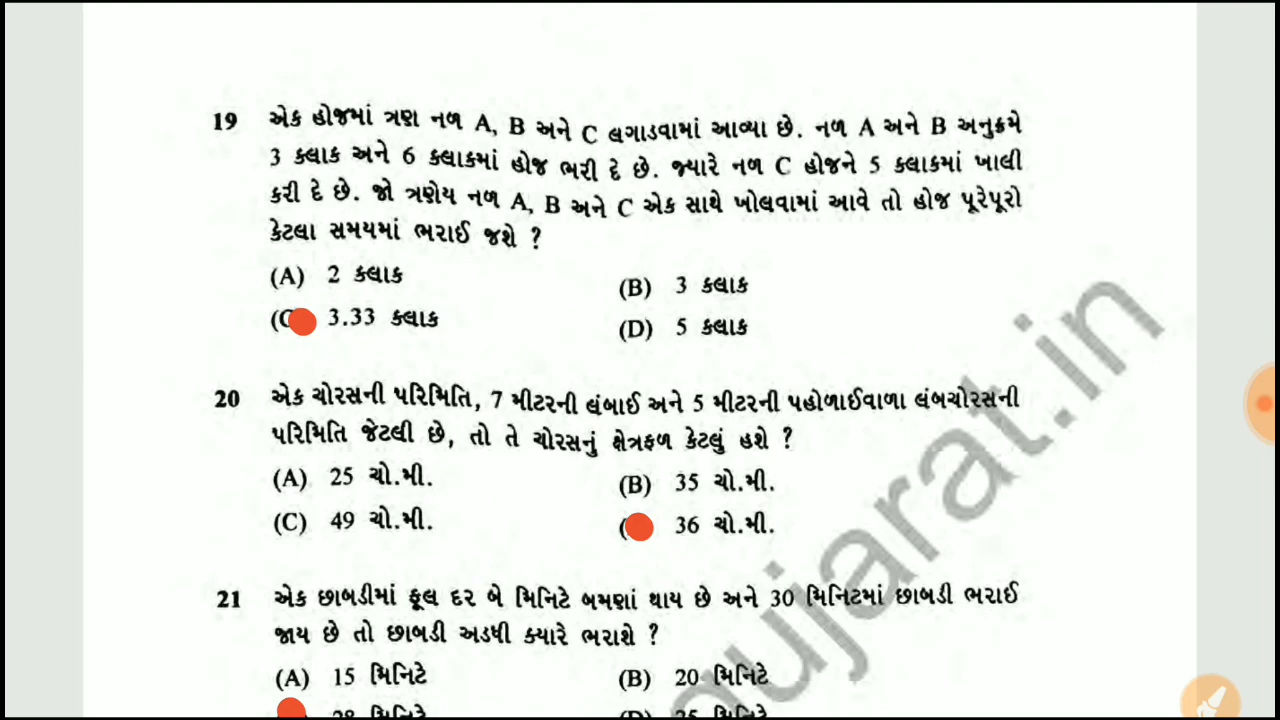 19 એક હોજમાં ત્રણ નળ A, B અને C લગાડવામાં આવ્યા છે. નળ A અને B અનુક્રમે
3 કલાક અને 6 કલાકમાં હોજ ભરી દે છે. જ્યારે નળ C હોજને 5 કલાકમાં ખાલી
કરી દે છે. જો ત્રણેય નળ A, B અને C એક સાથે ખોલવામાં આવે તો હોજ પૂરેપૂરો
કેટલા સમયમાં ભરાઈ જશે ?
(A) 2 કલાક (B) 3 કલાક
(C 3.33 કલાક (D) 5 કલાક
20 એક ચોરસની પરિમિતિ, 7 મીટરની લંબાઈ અને 5 મીટરની પહોળાઈવાળા લંબચોરસની
પરિમિતિ જેટલી છે, તો તે ચોરસનું ક્ષેત્રફળ કેટલું હશે ?
(A) 25 ચો.મી. (B) 35 ચો.મી.
(C) 49 ચો.મી. ( 36 ચો.મી.
21 એક છાબડીમાં ફૂલ દર બે મિનિટે બમણાં થાય છે અને 30 મિનિટમાં છાબડી ભરાઈ
જાય છે તો છાબડી અડધી ક્યારે ભરાશે ?
(A) 15 મિનિટે (B) 20 મિનિટે
28 મિનિટે (D) 25 મિનિટે
gujarat.in